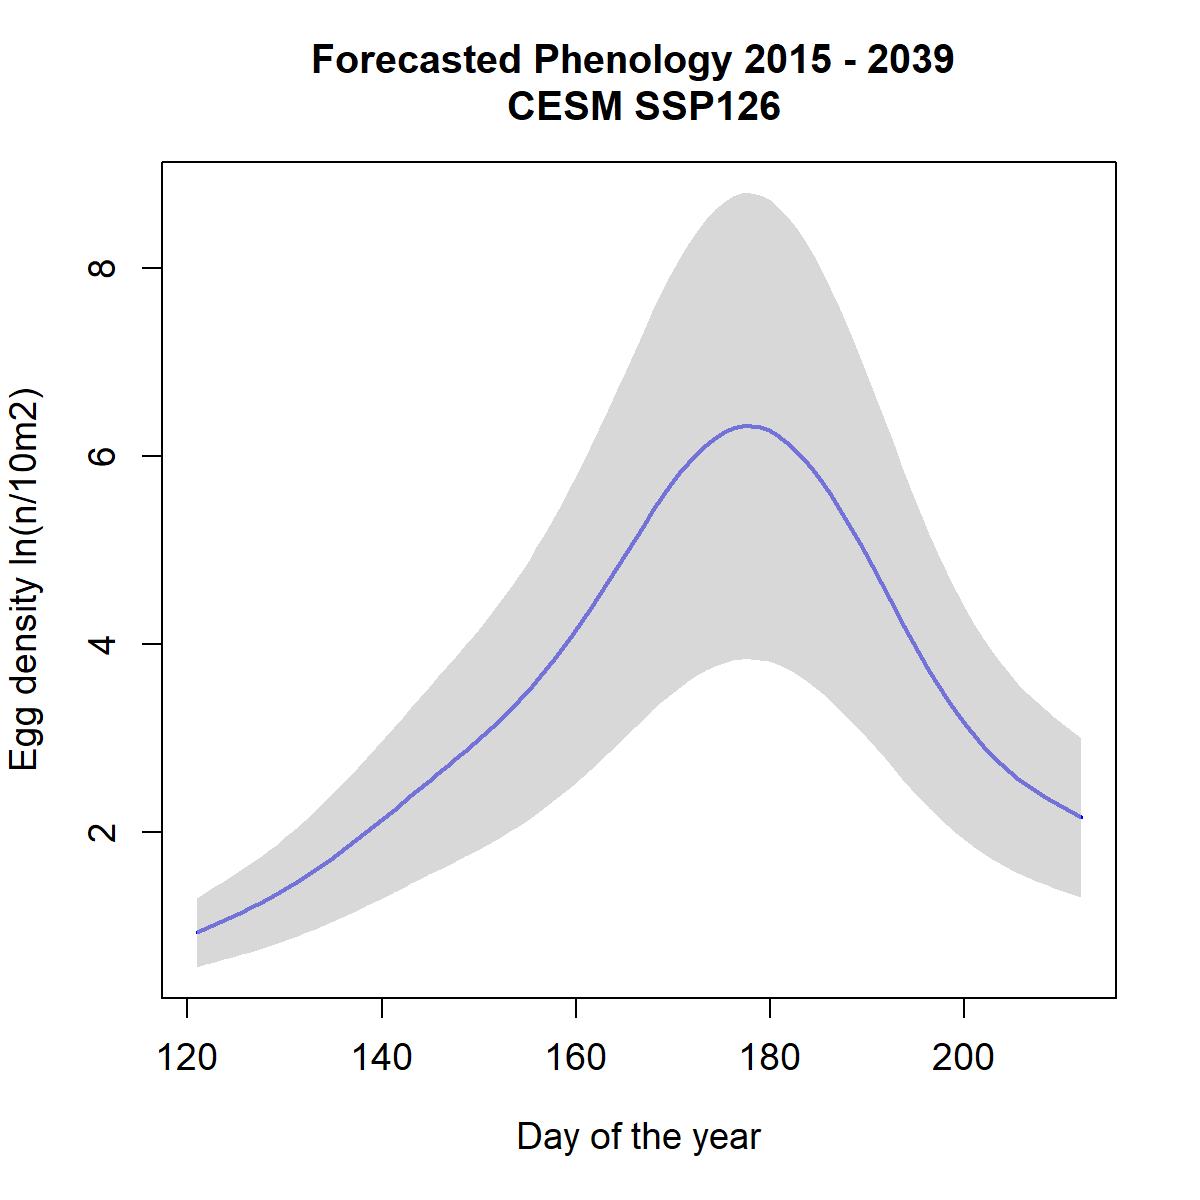 Forecasted Phenology 2015 - 2039
CESM SSP126
Egg density ln(n/10m2)
8
6
4
2
120 140 160 180 200
Day of the year